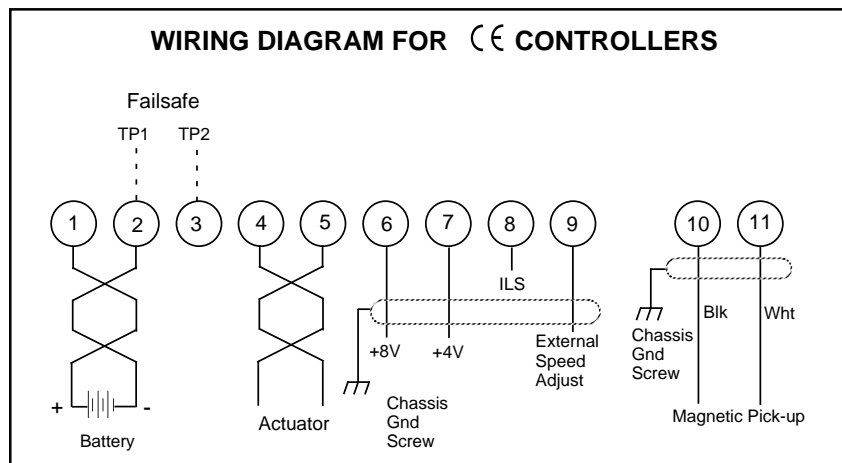 WIRING DIAGRAM FOR CE CONTROLLERS
Failsafe
TP1 TP2
1 2 3 4 5 6 7 8 9 10 11
ILS
+8V +4V
External
Speed
Adjust
Blk Wht
Chassis
Gnd
Screw
+ -
Battery
Actuator
Chassis
Gnd
Screw
Magnetic Pick-up